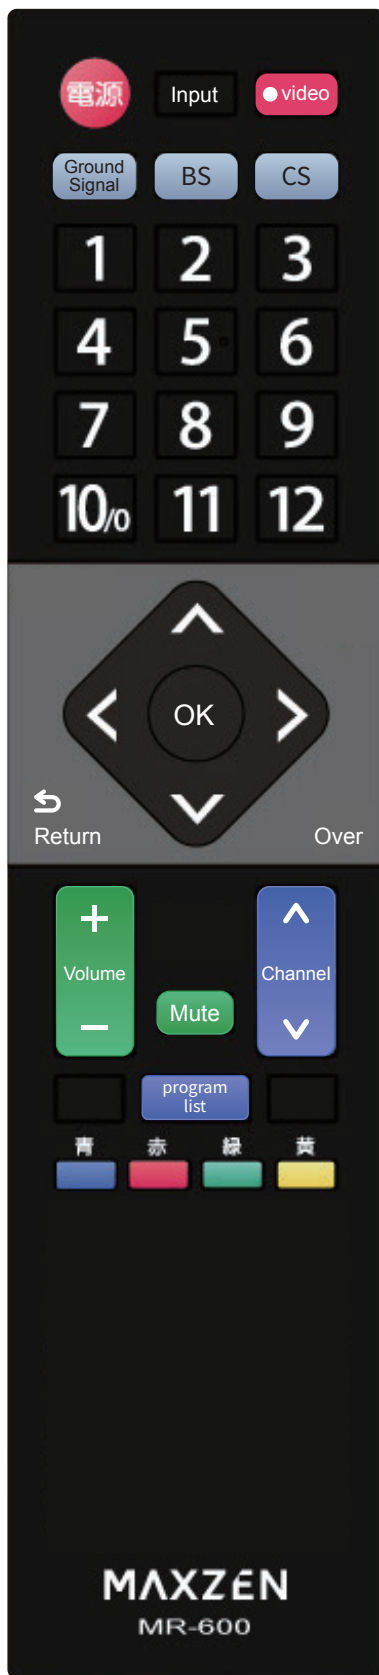 電源 Input video
Ground
Signal
BS CS
1 2 3
4 5 6
7 8 9
10/0 11 12
OK
Return Over
+
Volume
-
Mute
Channel
program
list
青 赤 緑 黄
MAXZEN
MR-600